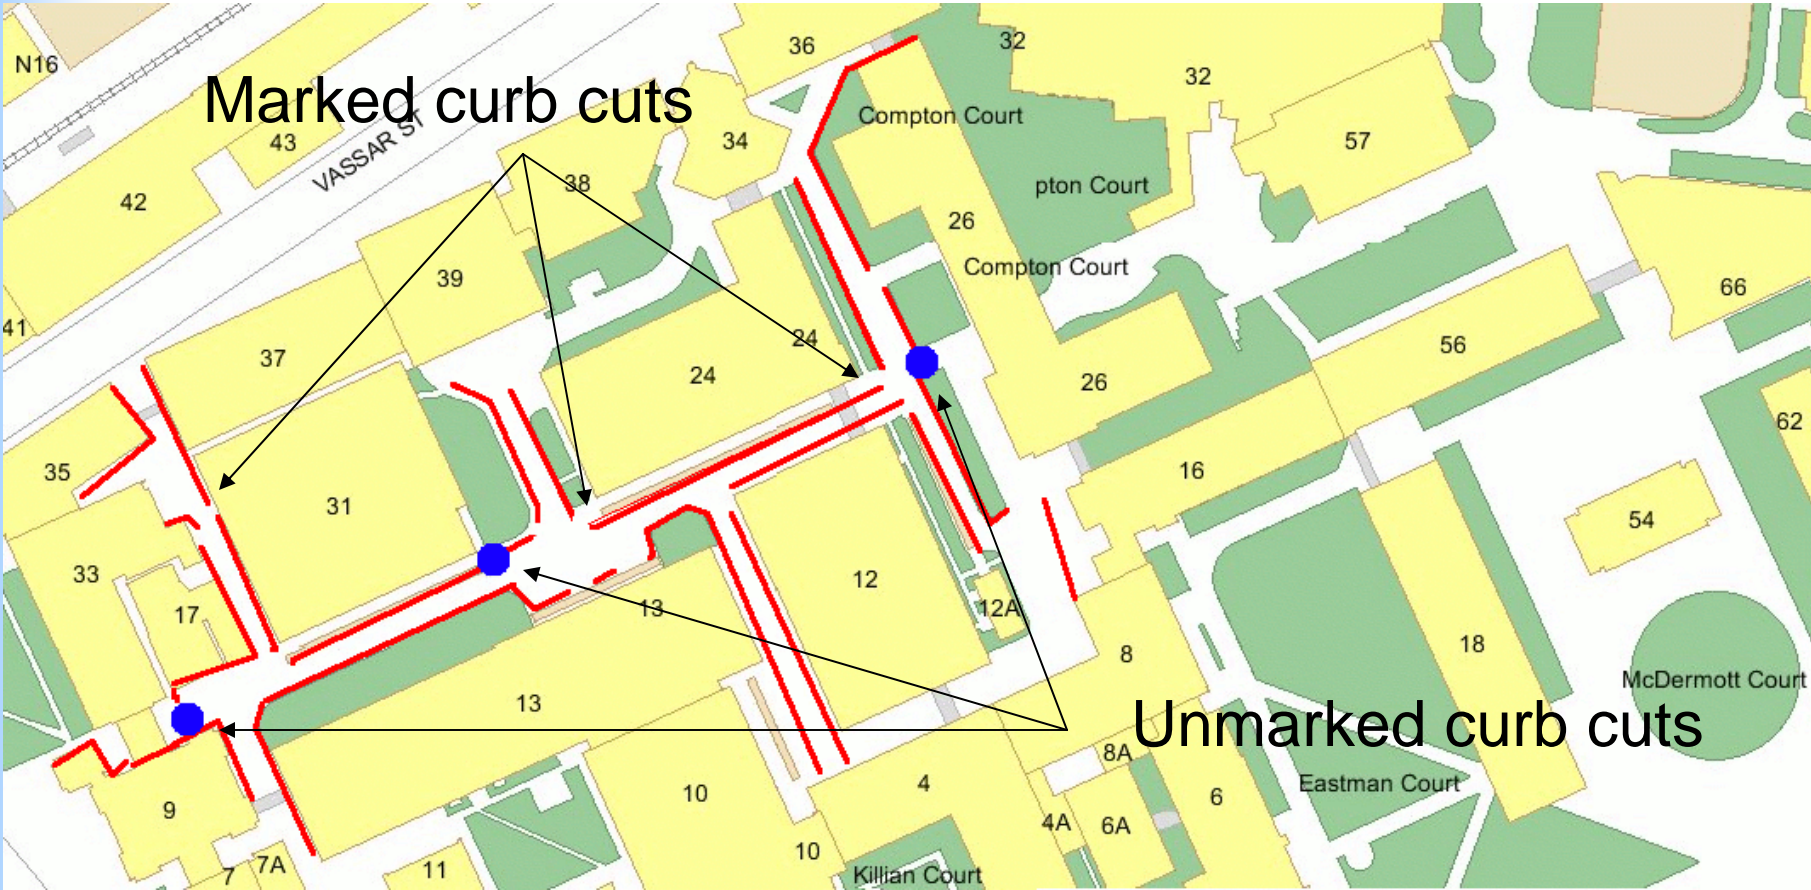 36
32
N16
32
Marked curb cuts
Compton Court
43
VASSAR ST
34
57
38
pton Court
42
26
39
Compton Court
66
41
37
24
56
24
26
62
35
16
31
54
33
12
13
12A
17
18
8
McDermott Court
13
Unmarked curb cuts
8A
Eastman Court
10
4
6
9
4A
6A
10
7A
11
7
Killian Court